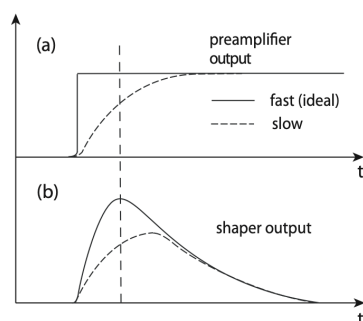 (a)
preamplifier
output
fast (ideal)
slow
t
(b)
shaper output
t